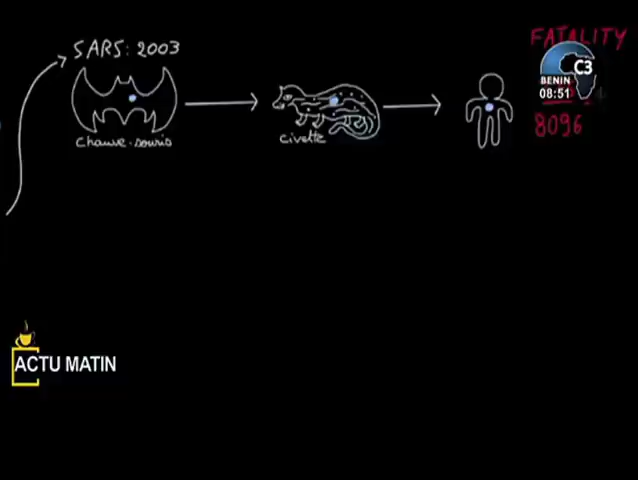 SARS: 2003
FATALITY
C3
BENIN
08:51
8096
chauve-souris
civette
ACTU MATIN